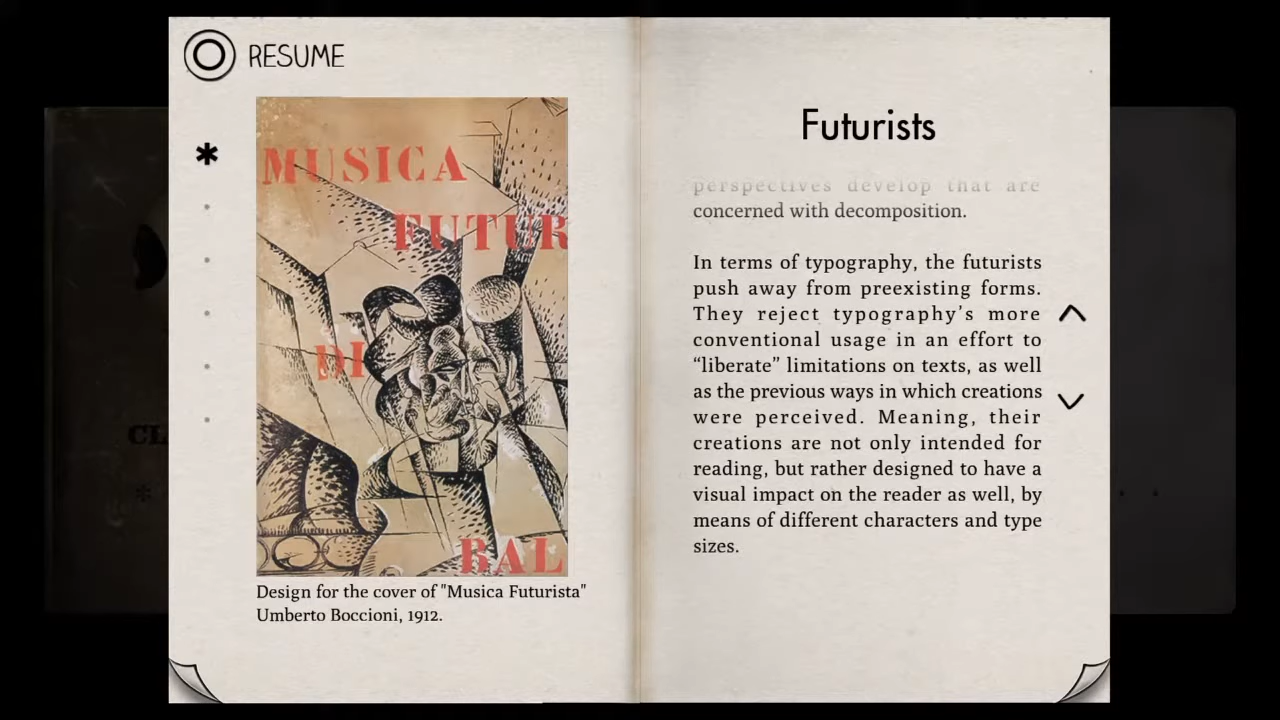 RESUME
MUSICA
FUTUR
DI
BAL
Design for the cover of "Musica Futurista"
Umberto Boccioni, 1912.
Futurists
perspectives develop that are
concerned with decomposition.
In terms of typography, the futurists
push away from preexisting forms.
They reject typography's more
conventional usage in an effort to
“liberate” limitations on texts, as well
as the previous ways in which creations
were perceived. Meaning, their
creations are not only intended for
reading, but rather designed to have a
visual impact on the reader as well, by
means of different characters and type
sizes.
CL